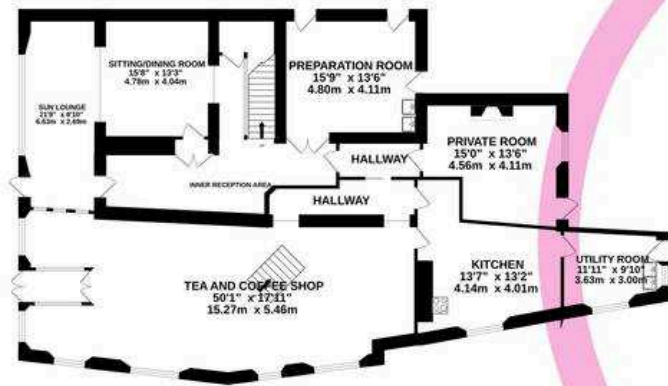 SITTING/DINING ROOM
15'8" x 13'3"
4.78m x 4.04m
PREPARATION ROOM
15'9" x 13'6"
4.80m x 4.11m
SUN LOUNGE
21'9" x 8'10"
6.63m x 2.69m
PRIVATE ROOM
15'0" x 13'6"
4.56m x 4.11m
HALLWAY
INNER RECEPTION AREA
HALLWAY
KITCHEN
13'7" x 13'2"
4.14m x 4.01m
UTILITY ROOM
11'11" x 9'10"
3.63m x 3.00m
TEA AND COFFEE SHOP
50'1" x 17'11"
15.27m x 5.46m